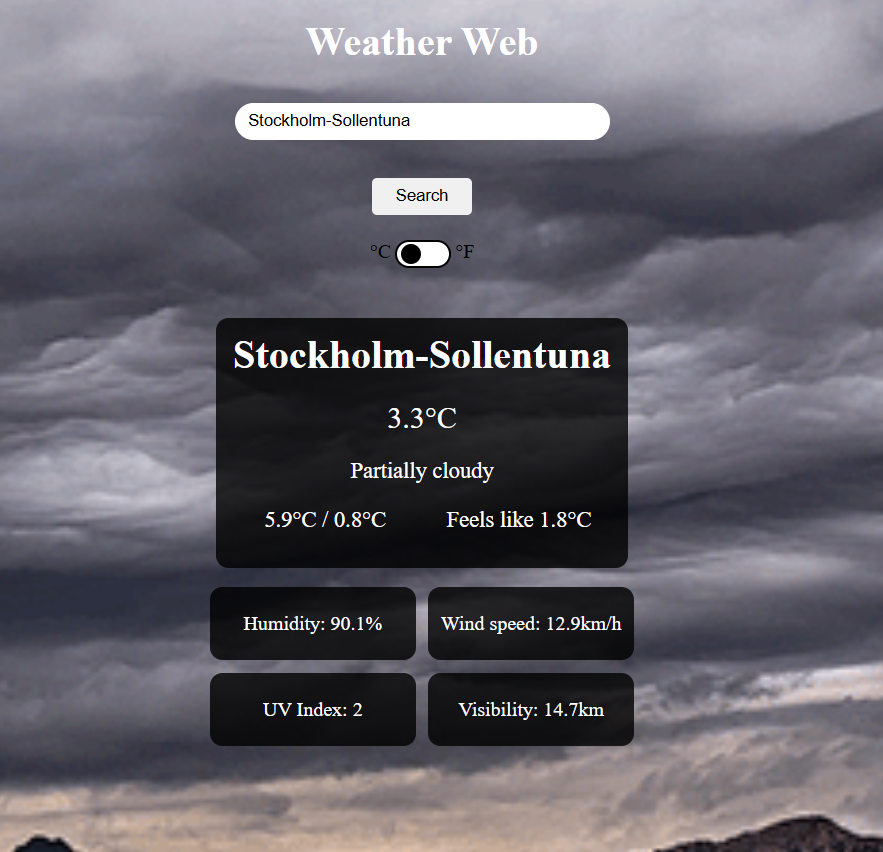 Weather Web
Stockholm-Sollentuna
Search
°C °F
Stockholm-Sollentuna
3.3°C
Partially cloudy
5.9°C / 0.8°C Feels like 1.8°C
Humidity: 90.1% Wind speed: 12.9km/h
UV Index: 2 Visibility: 14.7km